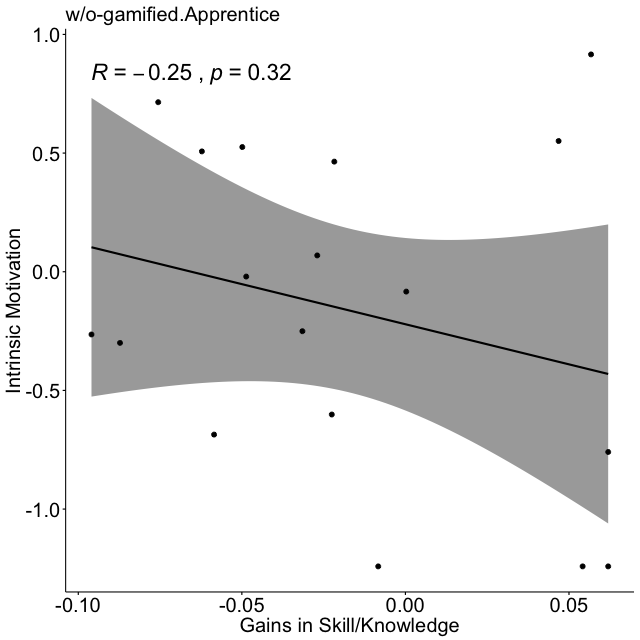 w/o-gamified.Apprentice
R = −0.25 , p = 0.32
1.0
0.5
0.0
-0.5
-1.0
Intrinsic Motivation
-0.10 -0.05 0.00 0.05
Gains in Skill/Knowledge